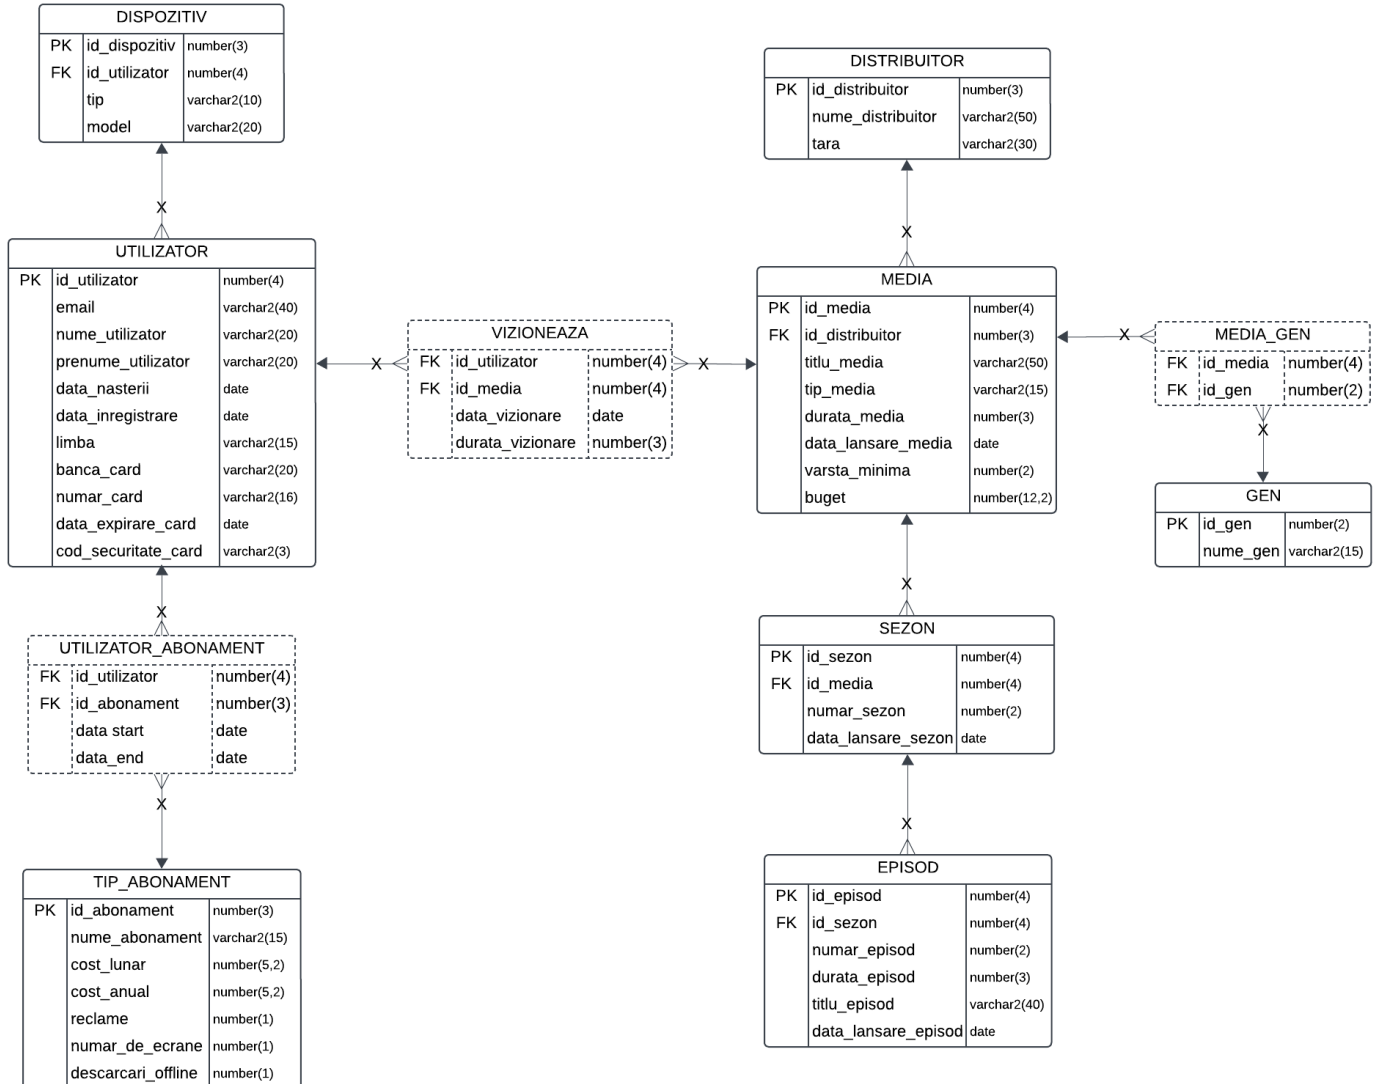 DISPOZITIV
PK id_dispozitiv number(3)
FK id_utilizator number(4)
tip varchar2(10)
model varchar2(20)
X
UTILIZATOR
PK id_utilizator number(4)
email varchar2(40)
nume_utilizator varchar2(20)
prenume_utilizator varchar2(20)
data_nasterii date
data_inregistrare date
limba varchar2(15)
banca_card varchar2(20)
numar_card varchar2(16)
data_expirare_card date
cod_securitate_card varchar2(3)
X
UTILIZATOR_ABONAMENT
FK id_utilizator number(4)
FK id_abonament number(3)
data start date
data_end date
X
TIP_ABONAMENT
PK id_abonament number(3)
nume_abonament varchar2(15)
cost_lunar number(5,2)
cost_anual number(5,2)
reclame number(1)
numar_de_ecrane number(1)
descarcari_offline number(1)
X
VIZIONEAZA
FK id_utilizator number(4)
FK id_media number(4)
data_vizionare date
durata_vizionare number(3)
X
DISTRIBUITOR
PK id_distribuitor number(3)
nume_distribuitor varchar2(50)
tara varchar2(30)
X
MEDIA
PK id_media number(4)
FK id_distribuitor number(3)
titlu_media varchar2(50)
tip_media varchar2(15)
durata_media number(3)
data_lansare_media date
varsta_minima number(2)
buget number(12,2)
X
SEZON
PK id_sezon number(4)
FK id_media number(4)
numar_sezon number(2)
data_lansare_sezon date
X
EPISOD
PK id_episod number(4)
FK id_sezon number(4)
numar_episod number(2)
durata_episod number(3)
titlu_episod varchar2(40)
data_lansare_episod date
X
MEDIA_GEN
FK id_media number(4)
FK id_gen number(2)
X
GEN
PK id_gen number(2)
nume_gen varchar2(15)